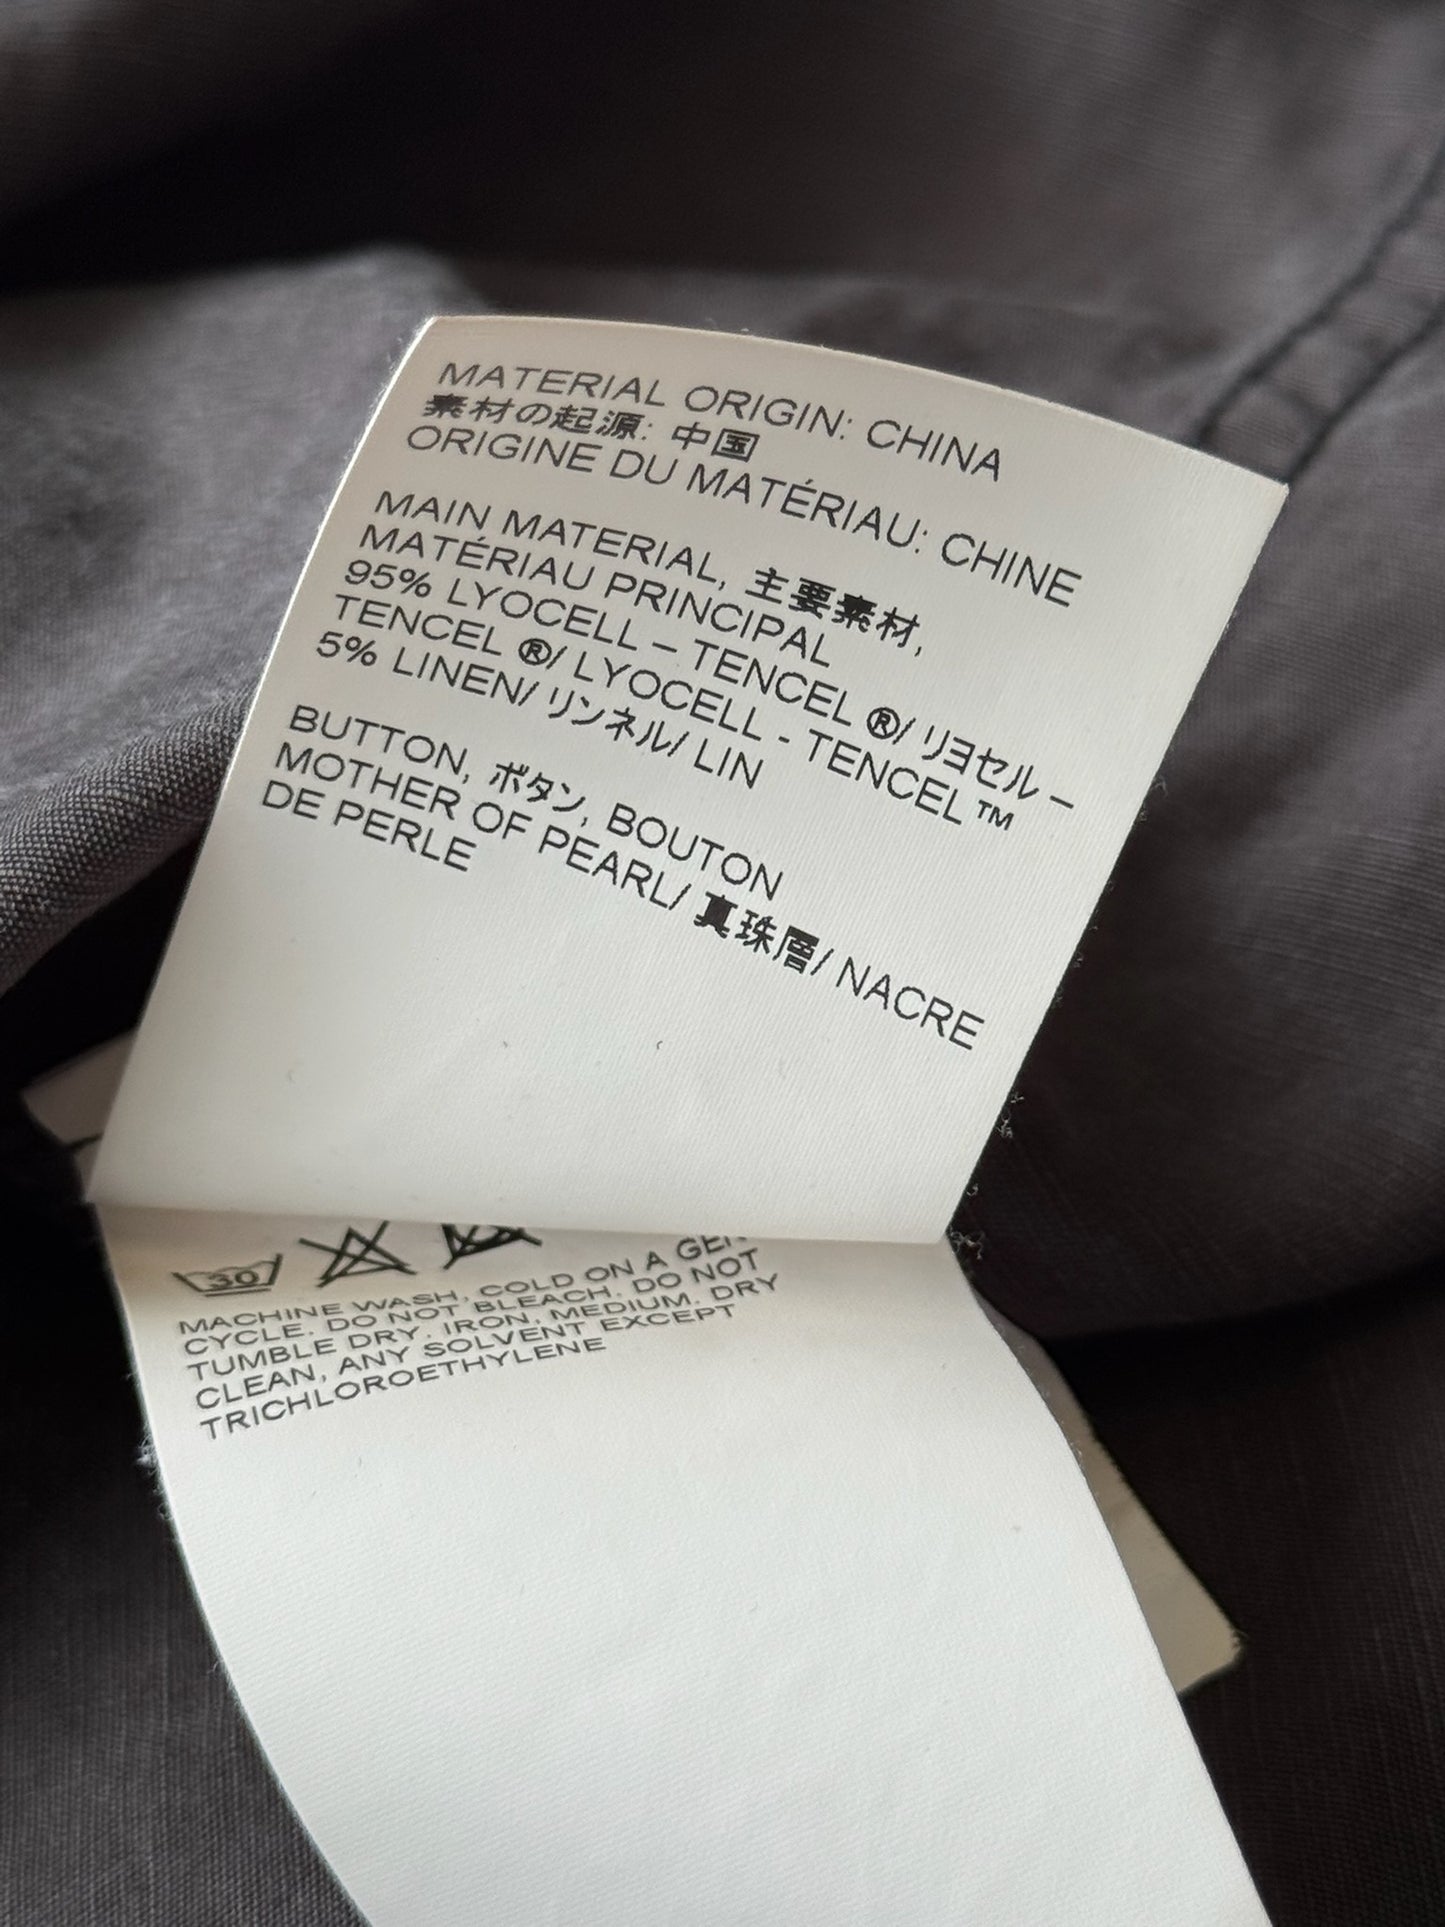 MATERIAL ORIGIN: CHINA
素材の起源: 中国
ORIGINE DU MATÉRIAU: CHINE
MAIN MATERIAL, 主要素材,
MATÉRIAU PRINCIPAL
95% LYOCELL – TENCEL ®/ リヨセル –
TENCEL ®/ LYOCELL - TENCEL™
5% LINEN/ リンネル/ LIN
BUTTON, ボタン, BOUTON
MOTHER OF PEARL/ 真珠層/ NACRE
DE PERLE
30
MACHINE WASH, COLD ON A
CYCLE. DO NOT BLEACH. DO NOT
TUMBLE DRY. IRON, MEDIUM. DRY
CLEAN, ANY SOLVENT EXCEPT
TRICHLOROETHYLENE